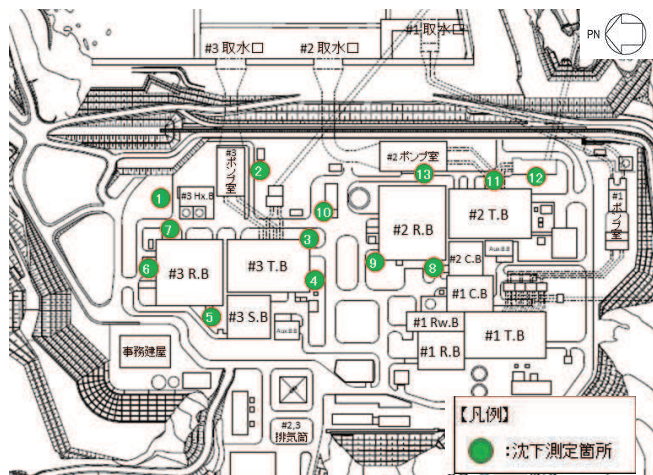 PN
#3 取水口
#2 取水口
#1 取水口
#3 ポンプ室
#2 ポンプ室
#1 ポンプ室
1
2
3
4
5
6
7
8
9
10
11
12
13
#3 Hx.B
#3 R.B
#3 T.B
#3 S.B
Aux.B.B
#2 R.B
#2 T.B
#2 C.B
Aux.B.B
#1 C.B
#1 Rw.B
#1 T.B
#1 R.B
事務建屋
#2,3
排気筒
【凡例】
:沈下測定箇所